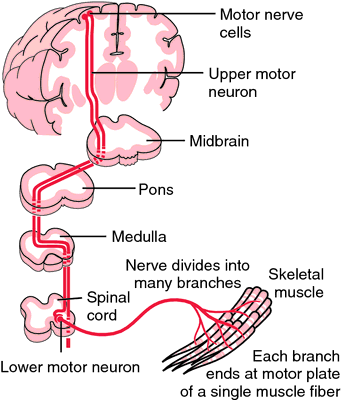 Motor nerve
cells
Upper motor
neuron
Midbrain
Pons
Medulla
Nerve divides into
many branches
Skeletal
muscle
Spinal
cord
Lower motor neuron
Each branch
ends at motor plate
of a single muscle fiber